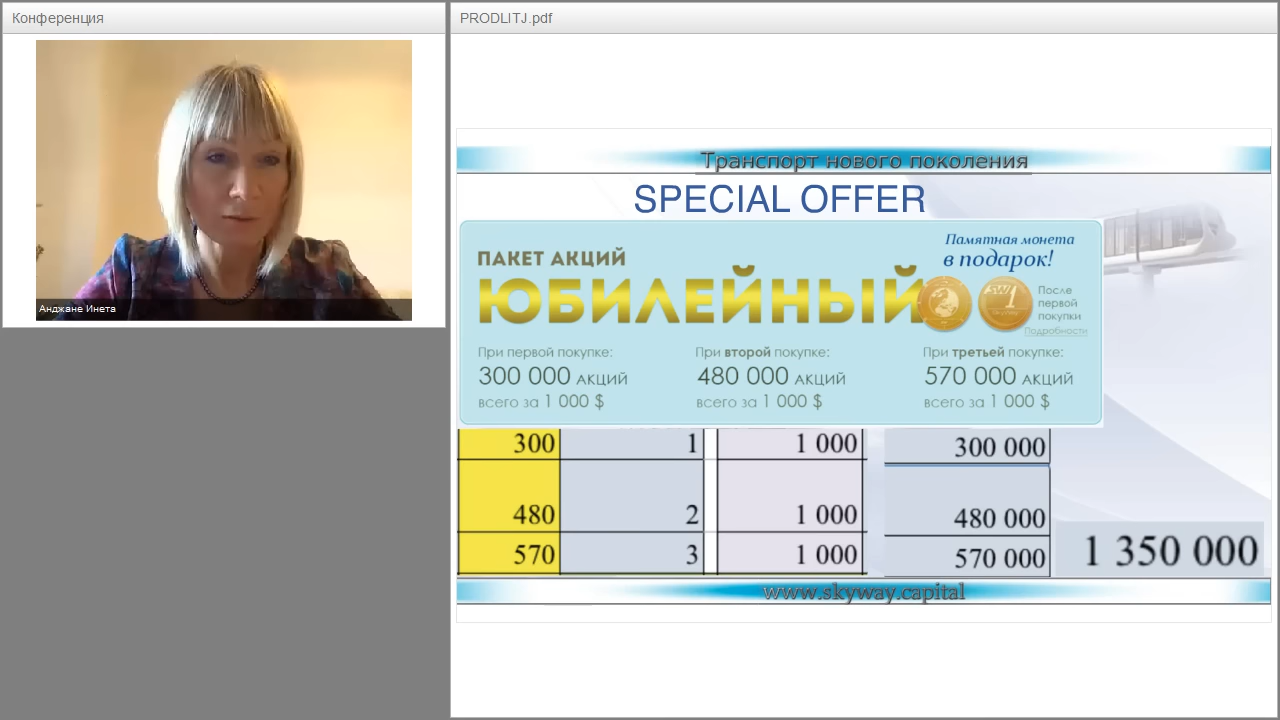 Конференция
Анджане Инета
PRODLITJ.pdf
Транспорт нового поколения
SPECIAL OFFER
Памятная монета
в подарок!
ПАКЕТ АКЦИЙ
ЮБИЛЕЙНЫЙ
SW
1
После
первой
покупки
Подробности
При первой покупке:
300 000 АКЦИЙ
всего за 1 000 $
При второй покупке:
480 000 АКЦИЙ
всего за 1 000 $
При третьей покупке:
570 000 АКЦИЙ
всего за 1 000 $
300 1 1 000 300 000
480 2 1 000 480 000
570 3 1 000 570 000
1 350 000
www.skyway.capital